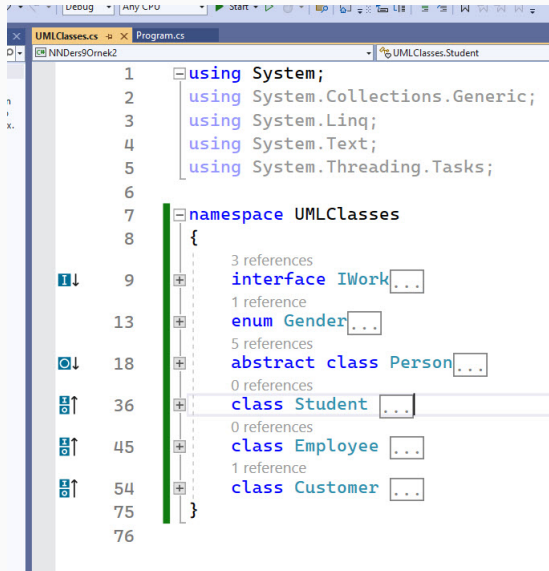 Debug Any CPU Start
UMLClasses.cs Program.cs
NNDers9Ornek2 UMLClasses.Student
1 using System;
2 using System.Collections.Generic;
3 using System.Linq;
4 using System.Text;
5 using System.Threading.Tasks;
6
7 namespace UMLClasses
8 {
3 references
9 interface IWork...
1 reference
13 enum Gender...
5 references
18 abstract class Person...
0 references
36 class Student ...
0 references
45 class Employee ...
1 reference
54 class Customer ...
75 }
76